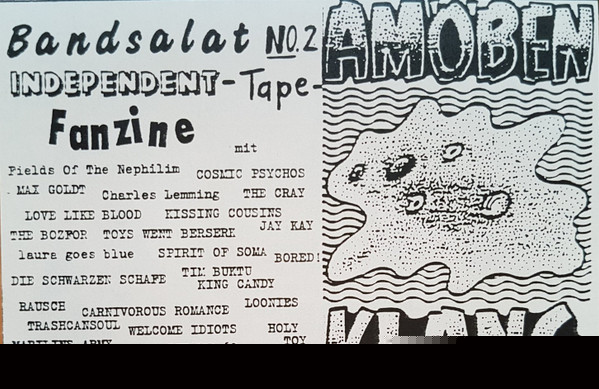 Bandsalat NO.2
INDEPENDENT-Tape-
Fanzine
mit
Fields Of The Nephilim COSMIC PSYCHOS
MAX GOLDT Charles Lemming THE CRAY
LOVE LIKE BLOOD KISSING COUSINS
THE BOZFOR TOYS WENT BERSERK JAY KAY
laura goes blue SPIRIT OF SOMA BORED!
DIE SCHWARZEN SCHAFE TIM BUKTU
KING CANDY
RAUSCH CARNIVOROUS ROMANCE LOONIES
TRASHCANSOUL WELCOME IDIOTS HOLY
TOY
AMÖBEN
KLANG